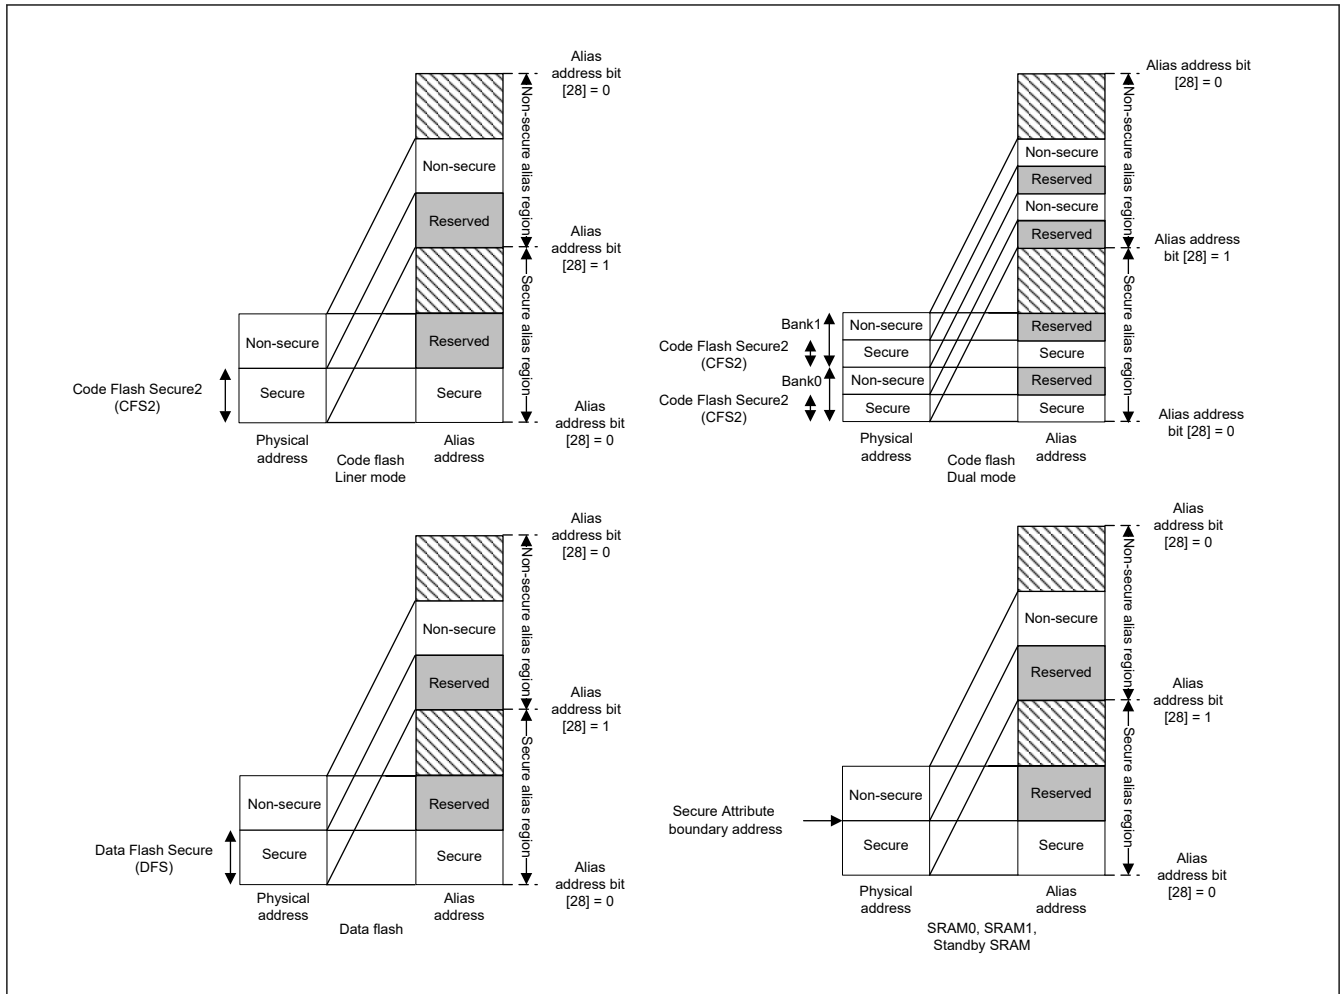 Alias
address bit
[28] = 0
Non-secure
Reserved
Non-secure alias region
Alias
address bit
[28] = 1
Reserved
Secure
Secure alias region
Non-secure
Secure
Code Flash Secure2
(CFS2)
Alias
address bit
[28] = 0
Physical
address
Alias
address
Code flash
Liner mode
Alias address bit
[28] = 0
Non-secure
Reserved
Non-secure
Reserved
Non-secure alias region
Alias address
bit [28] = 1
Reserved
Secure
Reserved
Secure
Secure alias region
Bank1
Non-secure
Code Flash Secure2
(CFS2)
Secure
Bank0
Non-secure
Code Flash Secure2
(CFS2)
Secure
Alias address
bit [28] = 0
Physical
address
Alias
address
Code flash
Dual mode
Alias
address bit
[28] = 0
Non-secure
Reserved
Non-secure alias region
Alias
address bit
[28] = 1
Reserved
Secure
Secure alias region
Non-secure
Secure
Data Flash Secure
(DFS)
Alias
address bit
[28] = 0
Physical
address
Alias
address
Data flash
Alias
address bit
[28] = 0
Non-secure
Reserved
Non-secure alias region
Alias
address bit
[28] = 1
Reserved
Secure
Secure alias region
Non-secure
Secure
Secure Attribute
boundary address
Alias
address bit
[28] = 0
Physical
address
Alias
address
SRAM0, SRAM1,
Standby SRAM